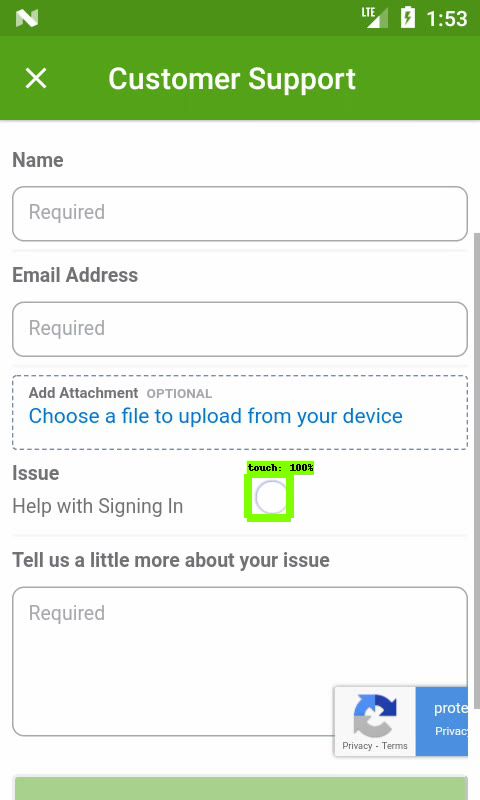 LTE 1:53
Customer Support
Name
Required
Email Address
Required
Add Attachment OPTIONAL
Choose a file to upload from your device
Issue
touch: 100%
Help with Signing In
Tell us a little more about your issue
Required
prote
Privac
Privacy - Terms